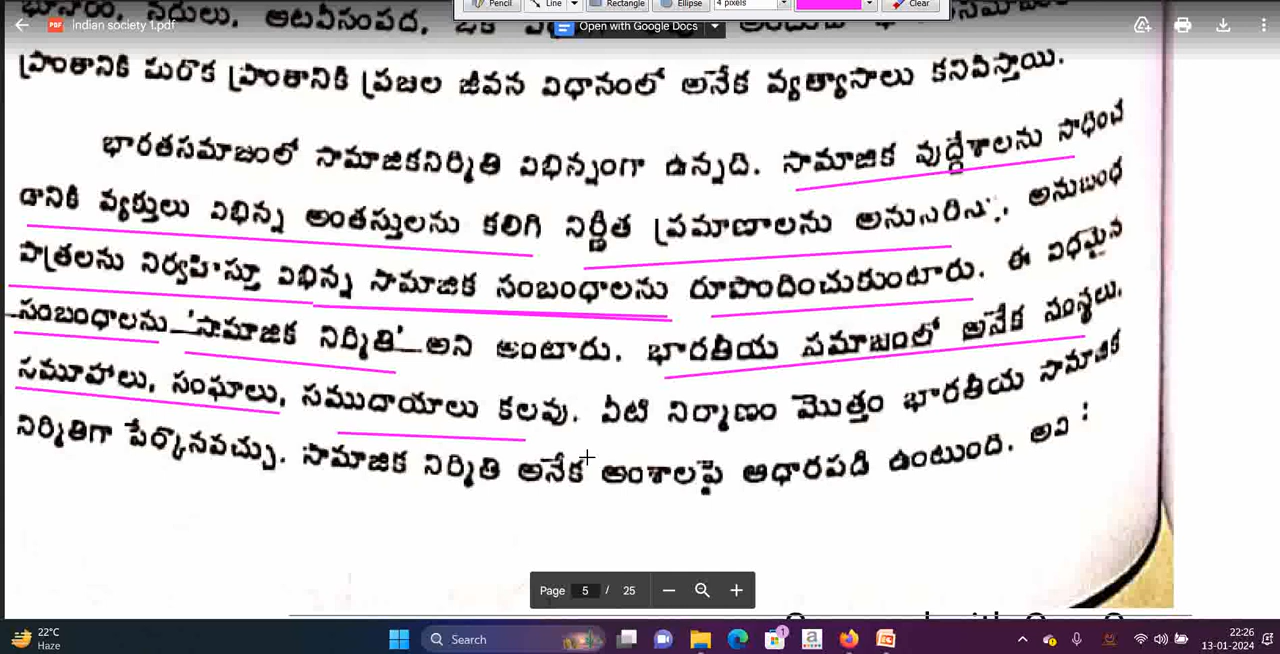 Pencil Line Rectangle Ellipse 4 pixels Clear
నదులు, అటవీసంపద,
Indian society 1.pdf Open with Google Docs
ప్రాంతానికి మరొక ప్రాంతానికి ప్రజల జీవన విధానంలో అనేక వ్యత్యాసాలు కనిపిస్తాయి.
భారతసమాజంలో సామాజికనిర్మితి విభిన్నంగా ఉన్నది. సామాజిక వుద్దేశాలను సాధించ
డానికి వ్యక్తులు విభిన్న అంతస్తులను కలిగి నిర్ణీత ప్రమాణాలను అనుబంధ
పాత్రలను నిర్వహిస్తూ విభిన్న సామాజిక సంబంధాలను రూపొందించుకుంటారు. ఈ విధమైన
సంబంధాలను 'సామాజిక నిర్మితి' అని అంటారు. భారతీయ సమాజంలో అనేక సంస్థలు,
సమూహాలు, సంఘాలు, సముదాయాలు కలవు. వీటి నిర్మాణం మొత్తం భారతీయ సామాజిక
నిర్మితిగా పేర్కొనవచ్చు. సామాజిక నిర్మితి అనేక అంశాలపై ఆధారపడి ఉంటుంది. అవి :
Page 5 / 25
22°C
Haze
Search
22:26
13-01-2024